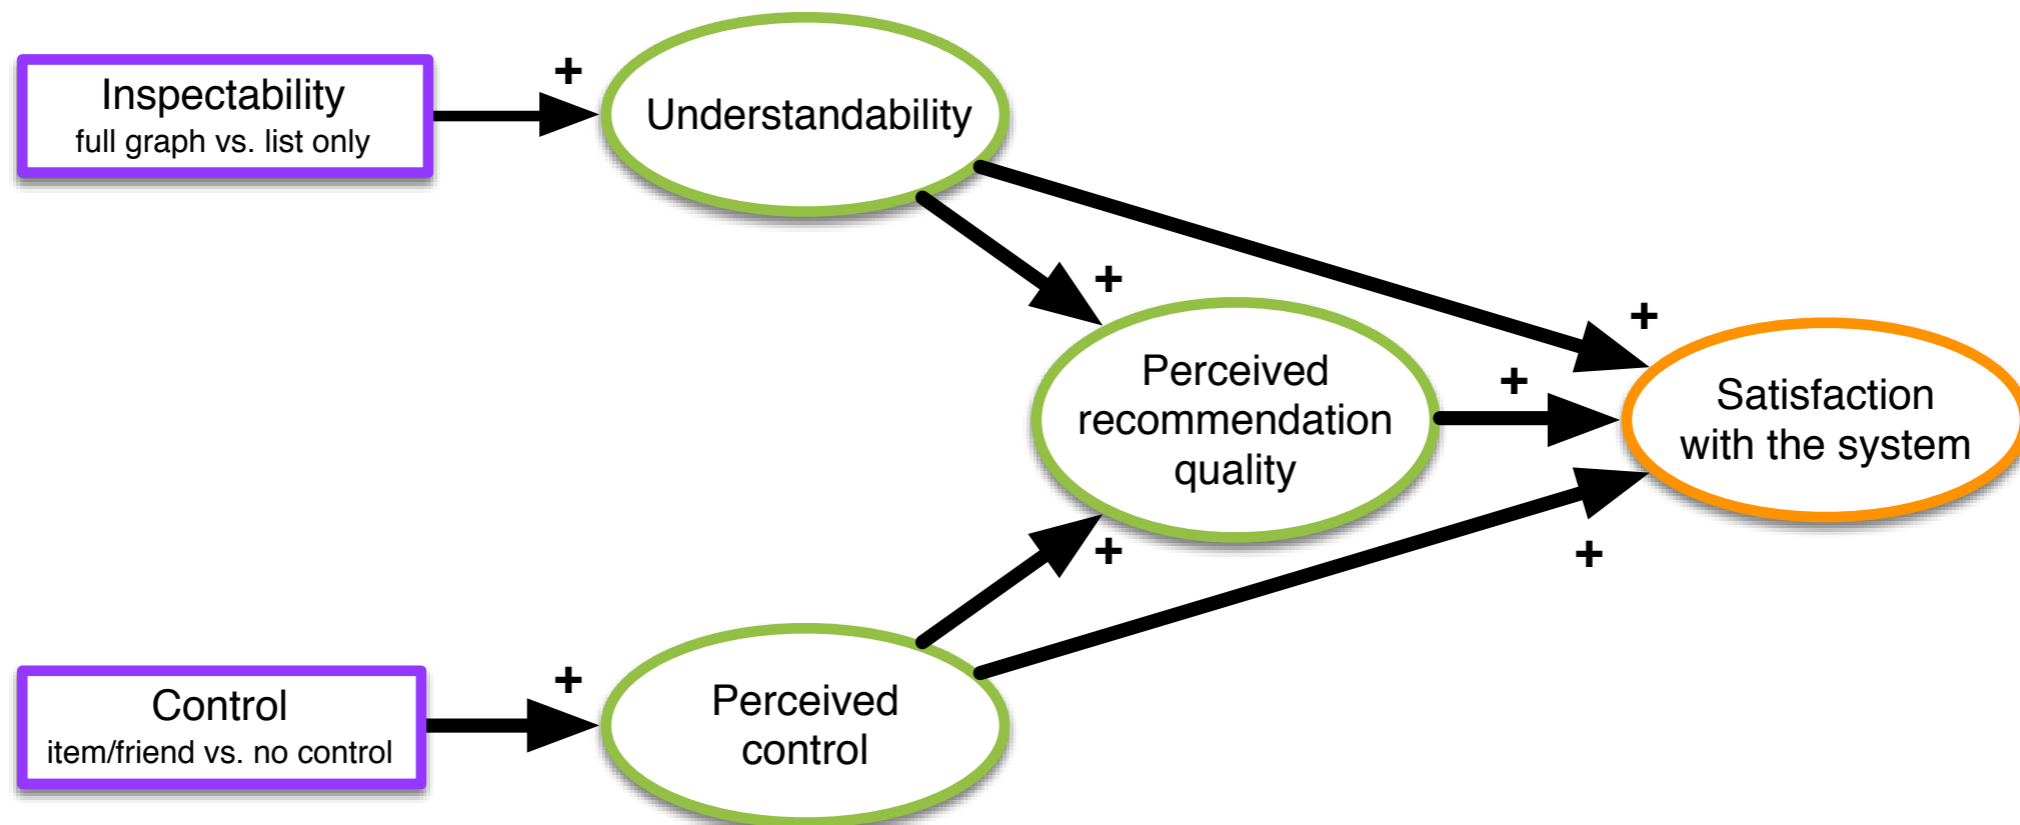 Inspectability
full graph vs. list only
+
Understandability
+
+
Perceived
recommendation
quality
+
Satisfaction
with the system
+
+
Control
item/friend vs. no control
+
Perceived
control